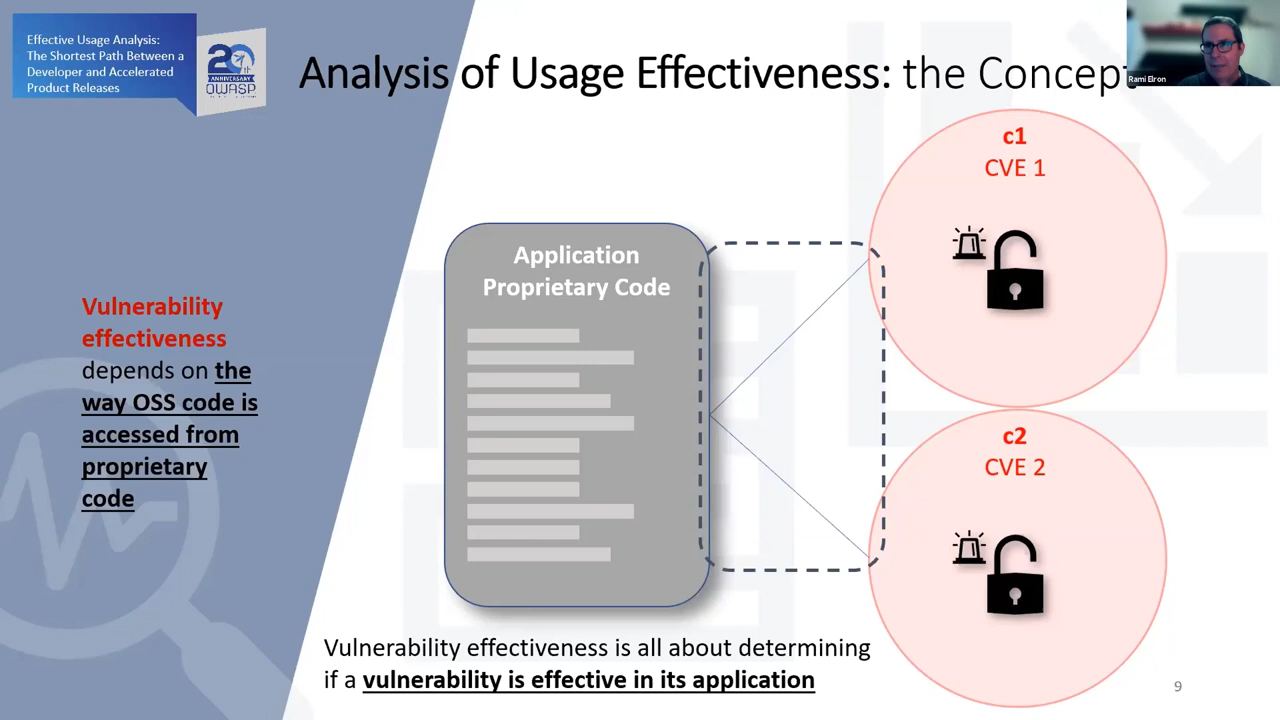 Effective Usage Analysis:
The Shortest Path Between a
Developer and Accelerated
Product Releases
20
ANNIVERSARY
OWASP
Analysis of Usage Effectiveness: the Concept
Rami Elron
c1
CVE 1
Application
Proprietary Code
Vulnerability
effectiveness
depends on the
way OSS code is
accessed from
proprietary
code
c2
CVE 2
Vulnerability effectiveness is all about determining
if a vulnerability is effective in its application
9